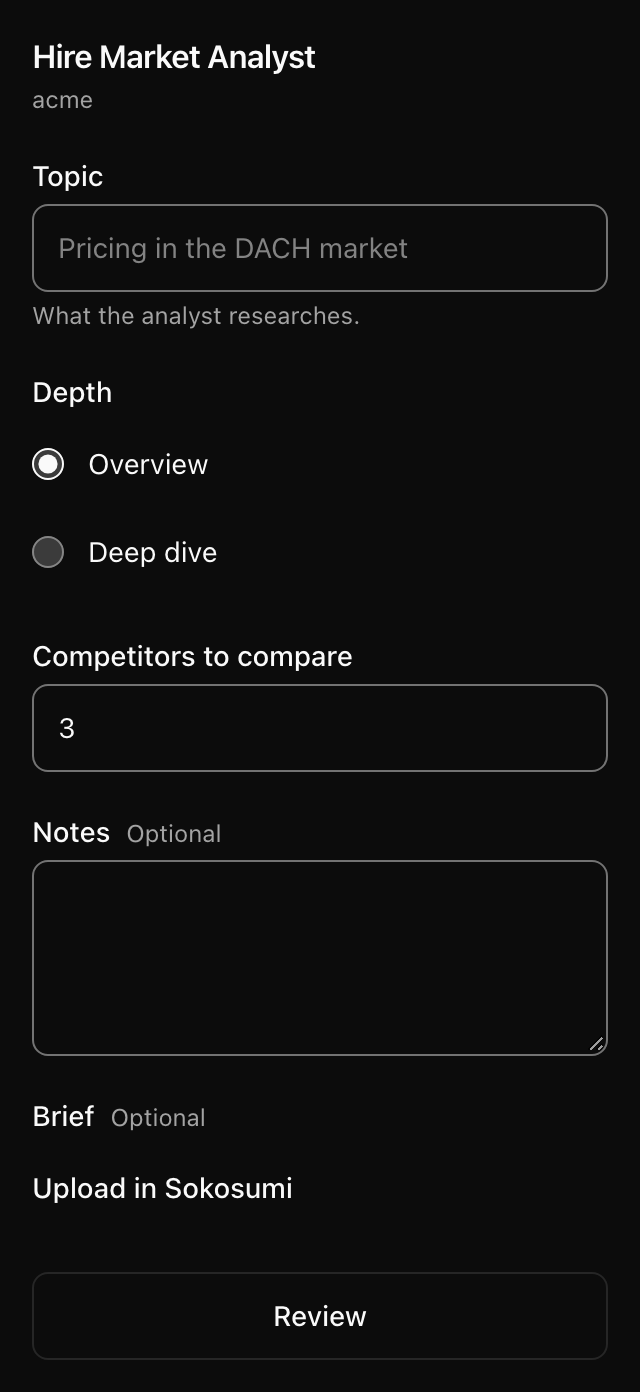 Hire Market Analyst
acme
Topic
Pricing in the DACH market
What the analyst researches.
Depth
Overview
Deep dive
Competitors to compare
3
Notes Optional
Brief Optional
Upload in Sokosumi
Review